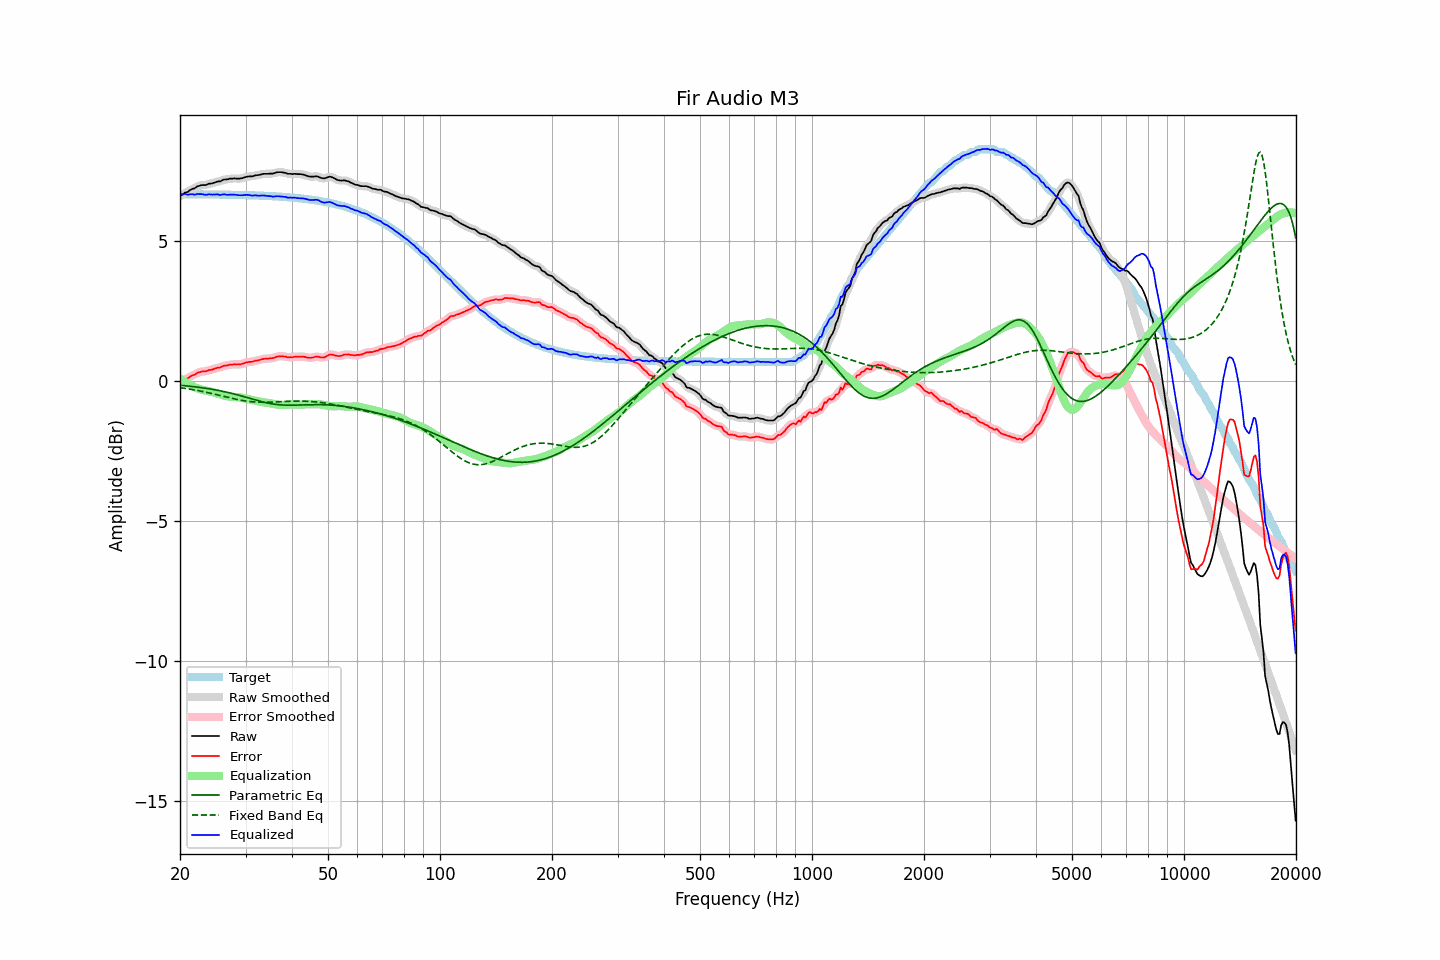 Fir Audio M3
Amplitude (dBr)
5
0
−5
−10
−15
Target
Raw Smoothed
Error Smoothed
Raw
Error
Equalization
Parametric Eq
Fixed Band Eq
Equalized
20 50 100 200 500 1000 2000 5000 10000 20000
Frequency (Hz)